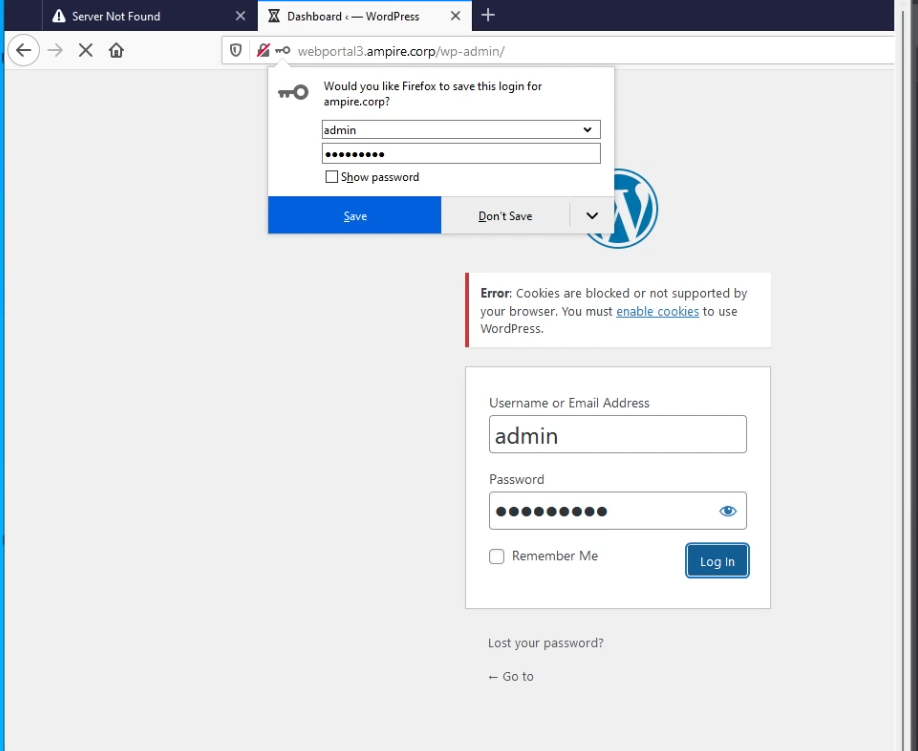 Server Not Found
Dashboard ‹ — WordPress
webportal3.ampire.corp/wp-admin/
Would you like Firefox to save this login for
ampire.corp?
admin
•••••••••
Show password
Save
Don't Save
Error: Cookies are blocked or not supported by
your browser. You must enable cookies to use
WordPress.
Username or Email Address
admin
Password
•••••••••
Remember Me
Log In
Lost your password?
← Go to